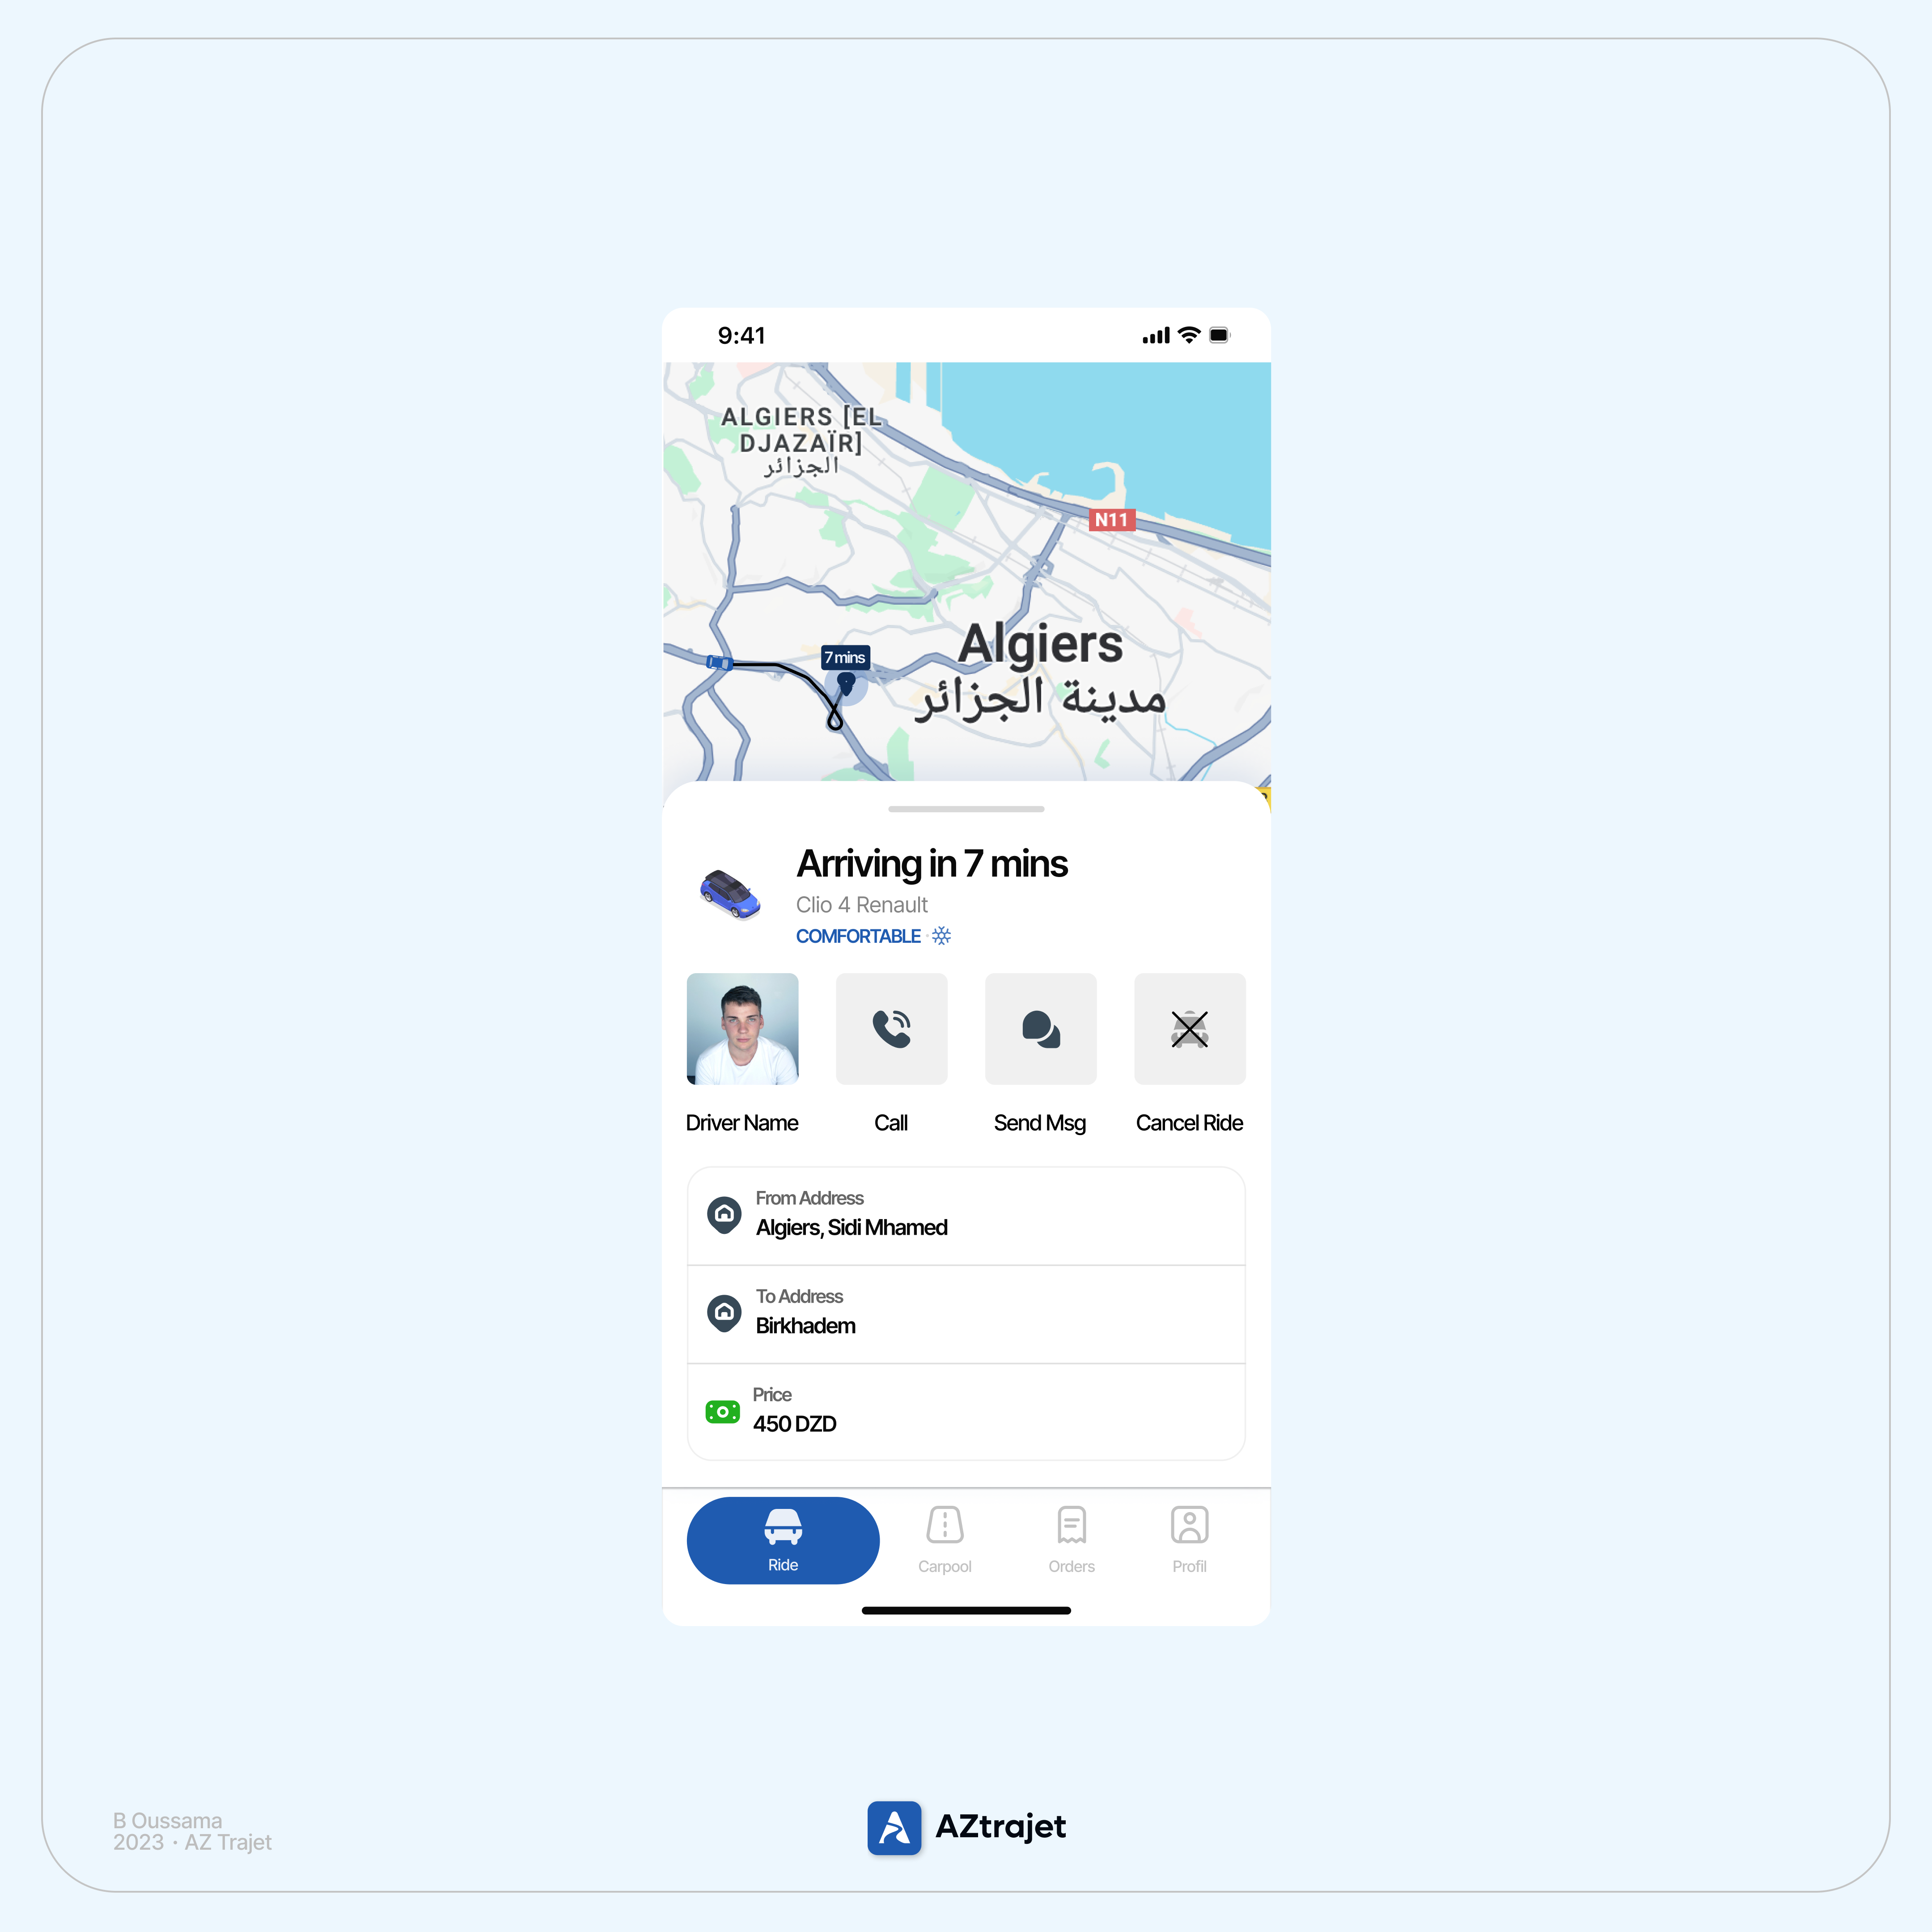 9:41
ALGIERS [EL
DJAZAÏR]
الجزائر
N11
7 mins
Algiers
مدينة الجزائر
Arriving in 7 mins
Clio 4 Renault
COMFORTABLE
Driver Name
Call
Send Msg
Cancel Ride
From Address
Algiers, Sidi Mhamed
To Address
Birkhadem
Price
450 DZD
Ride
Carpool
Orders
Profil
B Oussama
2023 · AZ Trajet
AZtrajet